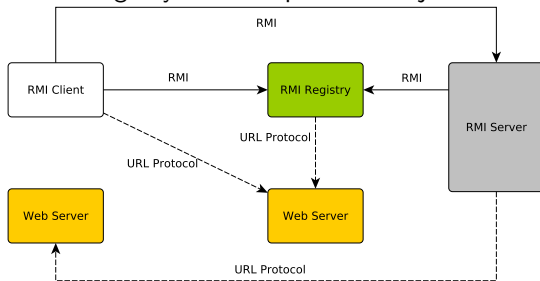 RMI
RMI Client
RMI
RMI Registry
RMI
RMI Server
URL Protocol
URL Protocol
Web Server
Web Server
URL Protocol